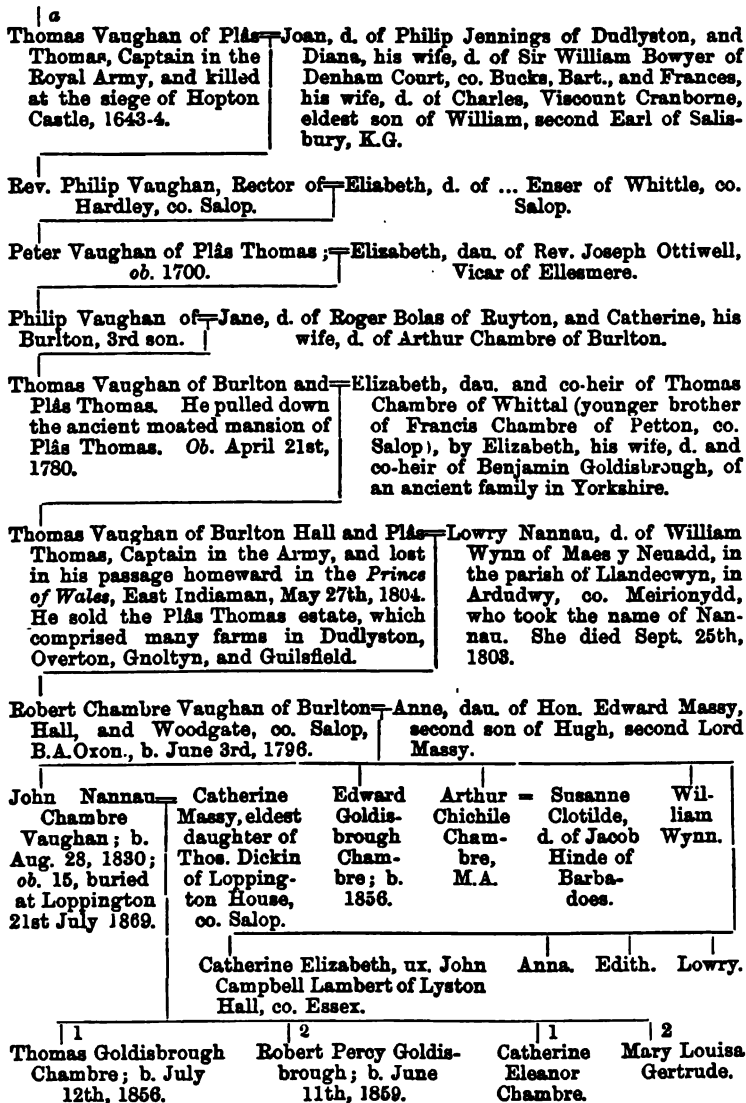 a
Thomas Vaughan of Plâs Thomas, Captain in the Royal Army, and killed at the siege of Hopton Castle, 1643-4.
Joan, d. of Philip Jennings of Dudlyston, and Diana, his wife, d. of Sir William Bowyer of Denham Court, co. Bucks, Bart., and Frances, his wife, d. of Charles, Viscount Cranborne, eldest son of William, second Earl of Salisbury, K.G.
Rev. Philip Vaughan, Rector of Hardley, co. Salop.
Eliabeth, d. of ... Enser of Whittle, co. Salop.
Peter Vaughan of Plâs Thomas; ob. 1700.
Elizabeth, dau. of Rev. Joseph Ottiwell, Vicar of Ellesmere.
Philip Vaughan of Burlton, 3rd son.
Jane, d. of Roger Bolas of Ruyton, and Catherine, his wife, d. of Arthur Chambre of Burlton.
Thomas Vaughan of Burlton and Plâs Thomas. He pulled down the ancient moated mansion of Plâs Thomas. Ob. April 21st, 1780.
Elizabeth, dau. and co-heir of Thomas Chambre of Whittal (younger brother of Francis Chambre of Petton, co. Salop), by Elizabeth, his wife, d. and co-heir of Benjamin Goldisbrough, of an ancient family in Yorkshire.
Thomas Vaughan of Burlton Hall and Plâs Thomas, Captain in the Army, and lost in his passage homeward in the Prince of Wales, East Indiaman, May 27th, 1804. He sold the Plâs Thomas estate, which comprised many farms in Dudlyston, Overton, Gnoltyn, and Guilsfield.
Lowry Nannau, d. of William Wynn of Maes y Neuadd, in the parish of Llandecwyn, in Ardudwy, co. Meirionydd, who took the name of Nannau. She died Sept. 25th, 1803.
Robert Chambre Vaughan of Burlton Hall, and Woodgate, co. Salop, B.A.Oxon., b. June 3rd, 1796.
Anne, dau. of Hon. Edward Massy, second son of Hugh, second Lord Massy.
John Nannau Chambre Vaughan; b. Aug. 28, 1830; ob. 15, buried at Loppington 21st July 1869.
Catherine Massy, eldest daughter of Thos. Dickin of Loppington House, co. Salop.
Edward Goldisbrough Chambre; b. 1856.
Arthur Chichile Chambre, M.A.
=
Susanne Clotilde, d. of Jacob Hinde of Barbadoes.
William Wynn.
Catherine Elizabeth, ux. John Campbell Lambert of Lyston Hall, co. Essex.
Anna.
Edith.
Lowry.
1
Thomas Goldisbrough Chambre; b. July 12th, 1856.
2
Robert Percy Goldisbrough; b. June 11th, 1859.
1
Catherine Eleanor Chambre.
2
Mary Louisa Gertrude.